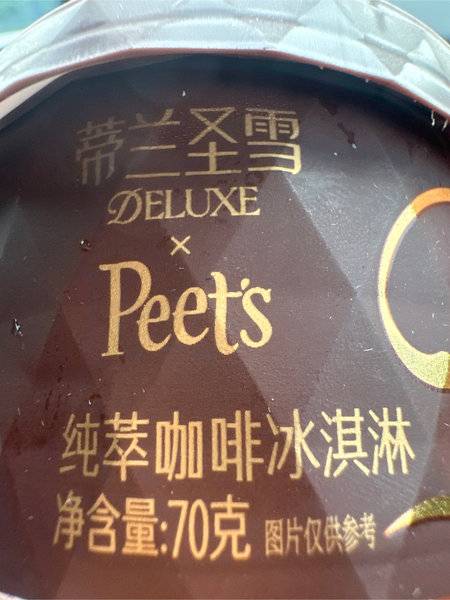 蒂兰圣雪
DELUXE
×
Peet's
纯萃咖啡冰淇淋
净含量:70克 图片仅供参考